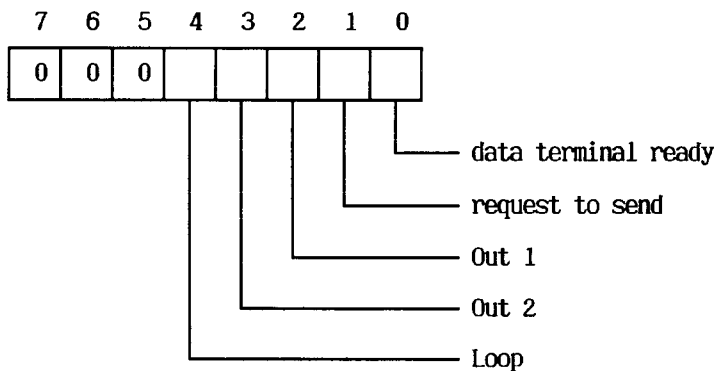 7 6 5 4 3 2 1 0
0 0 0
data terminal ready
request to send
Out 1
Out 2
Loop